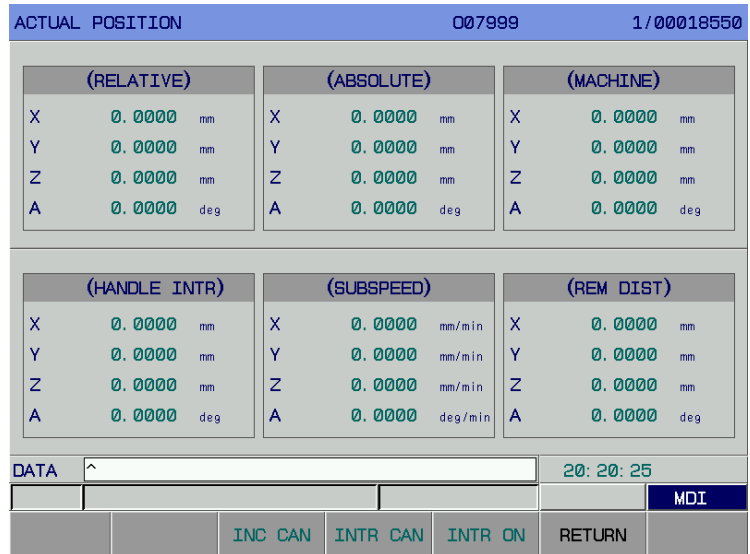 ACTUAL POSITION O07999 1/00018550
(RELATIVE) (ABSOLUTE) (MACHINE)
X 0.0000 mm X 0.0000 mm X 0.0000 mm
Y 0.0000 mm Y 0.0000 mm Y 0.0000 mm
Z 0.0000 mm Z 0.0000 mm Z 0.0000 mm
A 0.0000 deg A 0.0000 deg A 0.0000 deg
(HANDLE INTR) (SUBSPEED) (REM DIST)
X 0.0000 mm X 0.0000 mm/min X 0.0000 mm
Y 0.0000 mm Y 0.0000 mm/min Y 0.0000 mm
Z 0.0000 mm Z 0.0000 mm/min Z 0.0000 mm
A 0.0000 deg A 0.0000 deg/min A 0.0000 deg
DATA ^ 20:20:25
MDI
INC CAN INTR CAN INTR ON RETURN